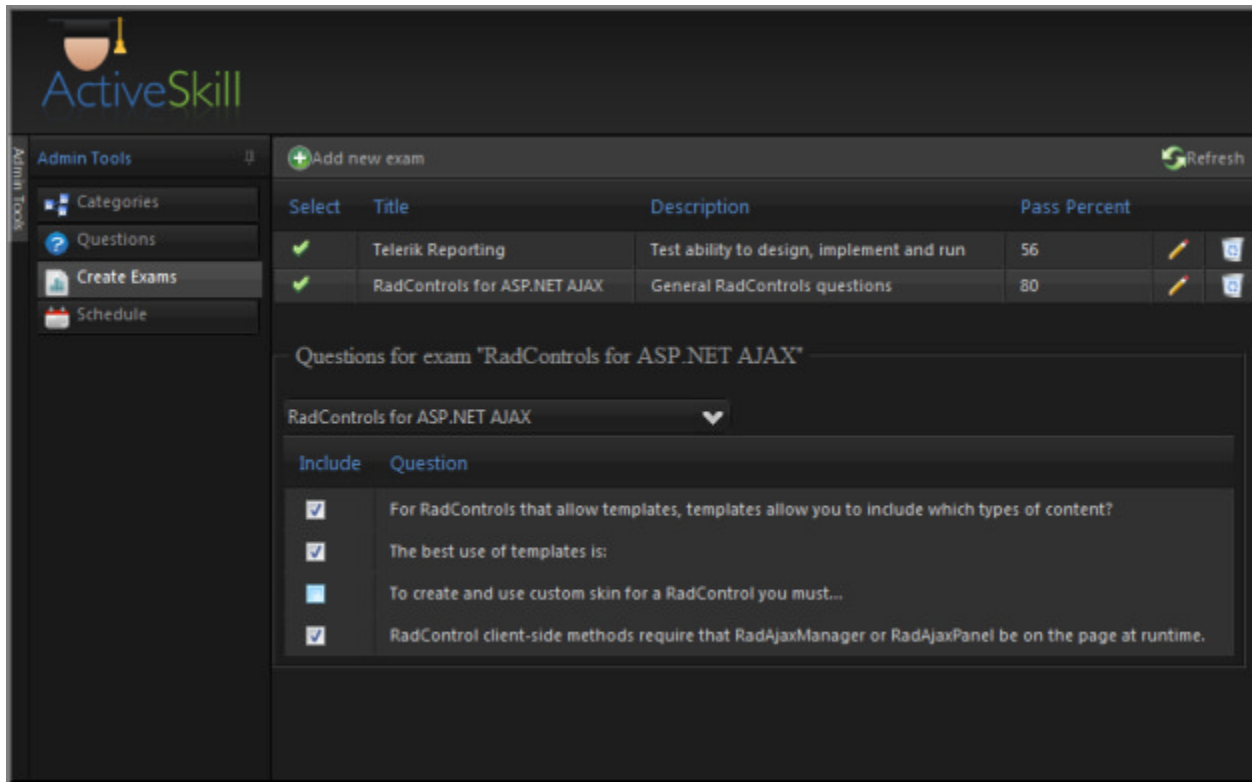 ActiveSkill
Admin Tools
Admin Tools
Categories
Questions
Create Exams
Schedule
Add new exam Refresh
Select Title Description Pass Percent
Telerik Reporting Test ability to design, implement and run 56
RadControls for ASP.NET AJAX General RadControls questions 80
Questions for exam "RadControls for ASP.NET AJAX"
RadControls for ASP.NET AJAX
Include Question
For RadControls that allow templates, templates allow you to include which types of content?
The best use of templates is:
To create and use custom skin for a RadControl you must...
RadControl client-side methods require that RadAjaxManager or RadAjaxPanel be on the page at runtime.